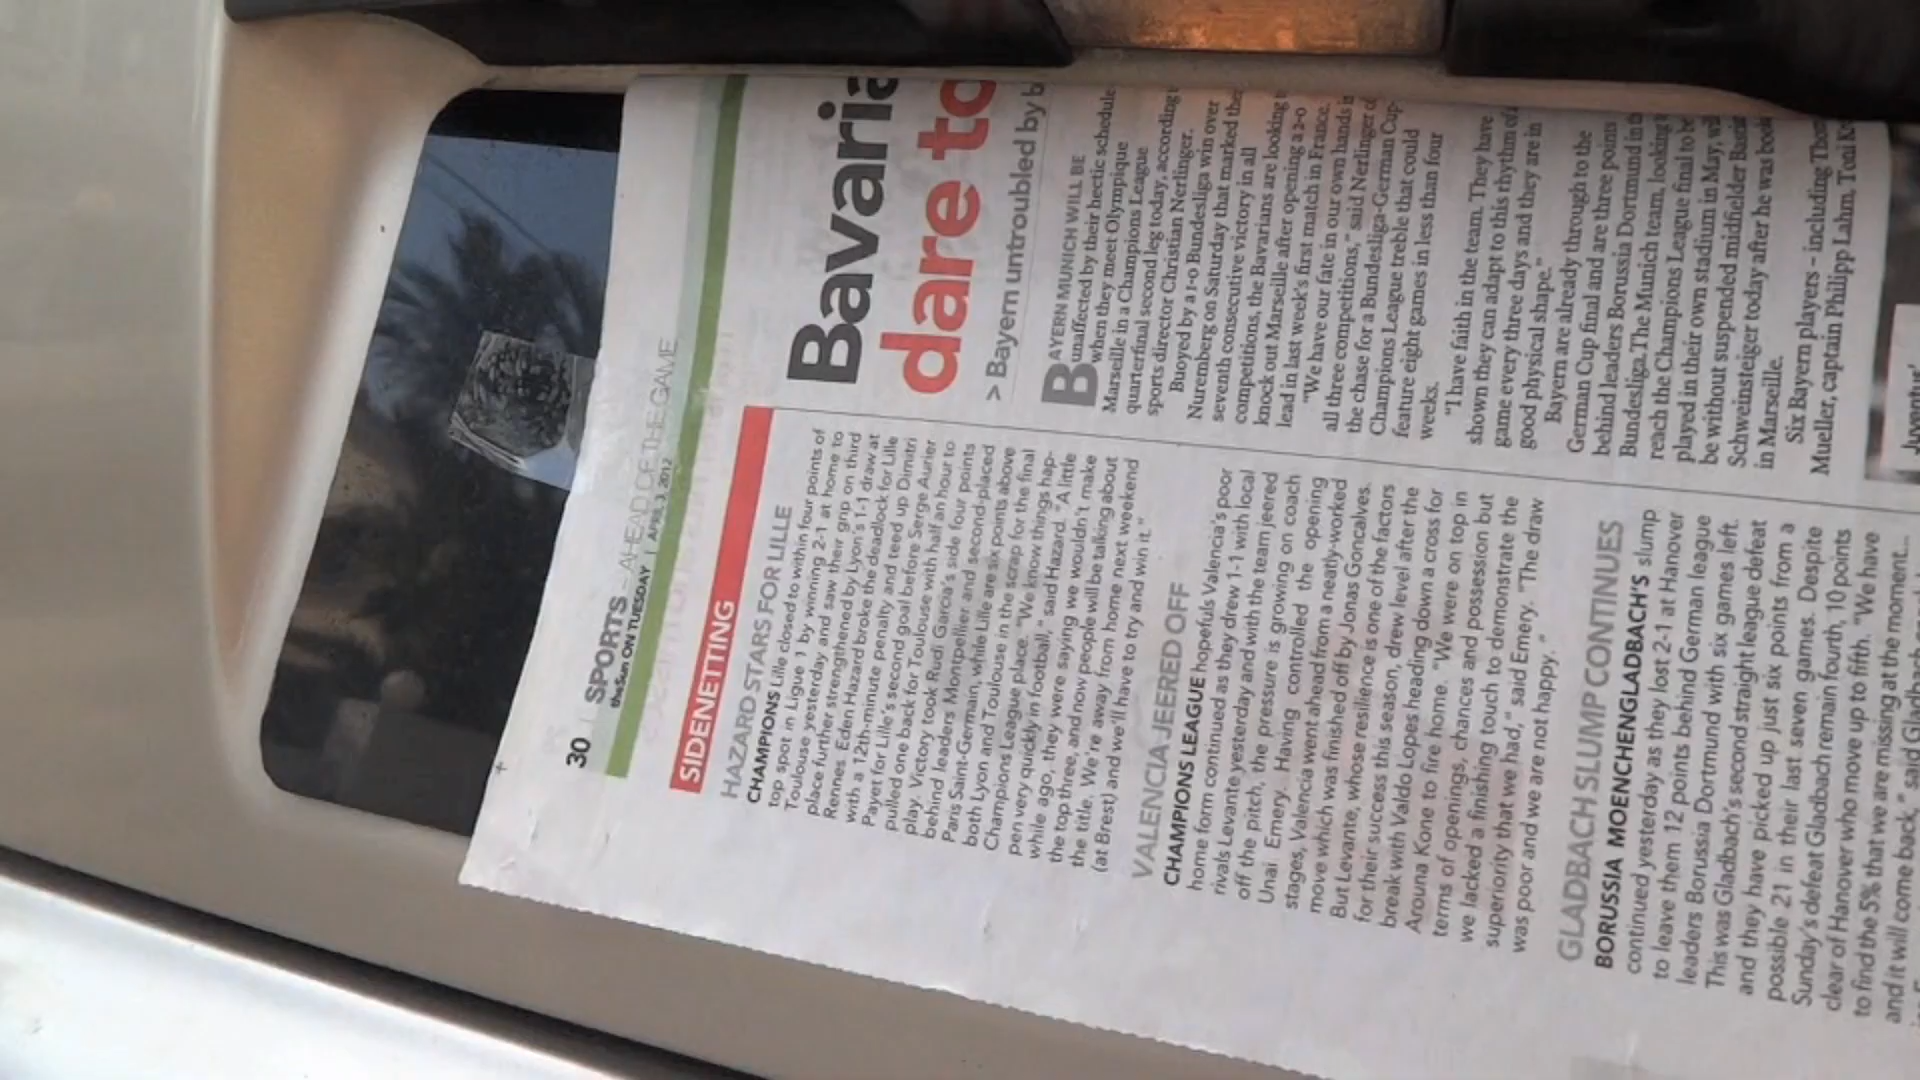 30 SPORTS – AHEAD OF THE GAME
theSun ON TUESDAY | APRIL 3, 2012
SIDENETTING
HAZARD STARS FOR LILLE
CHAMPIONS Lille closed to within four points of
top spot in Ligue 1 by winning 2-1 at home to
Toulouse yesterday and saw their grip on third
place further strengthened by Lyon's 1-1 draw at
Rennes. Eden Hazard broke the deadlock for Lille
with a 12th-minute penalty and teed up Dimitri
Payet for Lille's second goal before Serge Aurier
pulled one back for Toulouse with half an hour to
play. Victory took Rudi Garcia's side four points
behind leaders Montpellier and second-placed
Paris Saint-Germain, while Lille are six points above
both Lyon and Toulouse in the scrap for the final
Champions League place. "We know things hap-
pen very quickly in football," said Hazard. "A little
while ago, they were saying we wouldn't make
the top three, and now people will be talking about
the title. We're away from home next weekend
(at Brest) and we'll have to try and win it."
VALENCIA JEERED OFF
CHAMPIONS LEAGUE hopefuls Valencia's poor
home form continued as they drew 1-1 with local
rivals Levante yesterday and with the team jeered
off the pitch, the pressure is growing on coach
Unai Emery. Having controlled the opening
stages, Valencia went ahead from a neatly-worked
move which was finished off by Jonas Goncalves.
But Levante, whose resilience is one of the factors
for their success this season, drew level after the
break with Valdo Lopes heading down a cross for
Arouna Kone to fire home. "We were on top in
terms of openings, chances and possession but
we lacked a finishing touch to demonstrate the
superiority that we had," said Emery. "The draw
was poor and we are not happy. "
GLADBACH SLUMP CONTINUES
BORUSSIA MOENCHENGLADBACH'S slump
continued yesterday as they lost 2-1 at Hanover
to leave them 12 points behind German league
leaders Borussia Dortmund with six games left.
This was Gladbach's second straight league defeat
and they have picked up just six points from a
possible 21 in their last seven games. Despite
Sunday's defeat Gladbach remain fourth, 10 points
clear of Hanover who move up to fifth. "We have
to find the 5% that we are missing at the moment...
and it will come back," said Gladbach
Bavaria
dare to
> Bayern untroubled by b
BAYERN MUNICH WILL BE
unaffected by their hectic schedule
when they meet Olympique
Marseille in a Champions League
quarterfinal second leg today, according
sports director Christian Nerlinger.
Buoyed by a 1-0 Bundesliga win over
Nuremberg on Saturday that marked
seventh consecutive victory in all
competitions, the Bavarians are looking
knock out Marseille after opening a 2-0
lead in last week's first match in France.
"We have our fate in our own hands in
all three competitions," said Nerlinger of
the chase for a Bundesliga-German Cup-
Champions League treble that could
feature eight games in less than four
weeks.
"I have faith in the team. They have
shown they can adapt to this rhythm of
game every three days and they are in
good physical shape."
Bayern are already through to the
German Cup final and are three points
behind leaders Borussia Dortmund in
Bundesliga. The Munich team, looking
reach the Champions League final to be
played in their own stadium in May, will
be without suspended midfielder
Schweinsteiger today after he was
in Marseille.
Six Bayern players – including
Mueller, captain Philipp Lahm, Toni
Juventus'